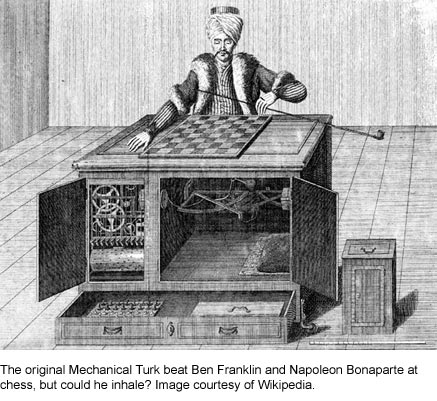 The original Mechanical Turk beat Ben Franklin and Napoleon Bonaparte at
chess, but could he inhale? Image courtesy of Wikipedia.